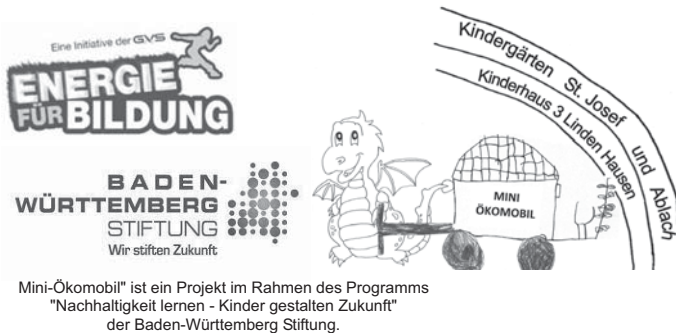 Eine Initiative der GVS
ENERGIE
FÜR BILDUNG
BADEN-
WÜRTTEMBERG
STIFTUNG
Wir stiften Zukunft
Kindergärten St. Josef und Ablach
Kinderhaus 3 Linden Hausen
MINI
ÖKOMOBIL
Mini-Ökomobil" ist ein Projekt im Rahmen des Programms
"Nachhaltigkeit lernen - Kinder gestalten Zukunft"
der Baden-Württemberg Stiftung.